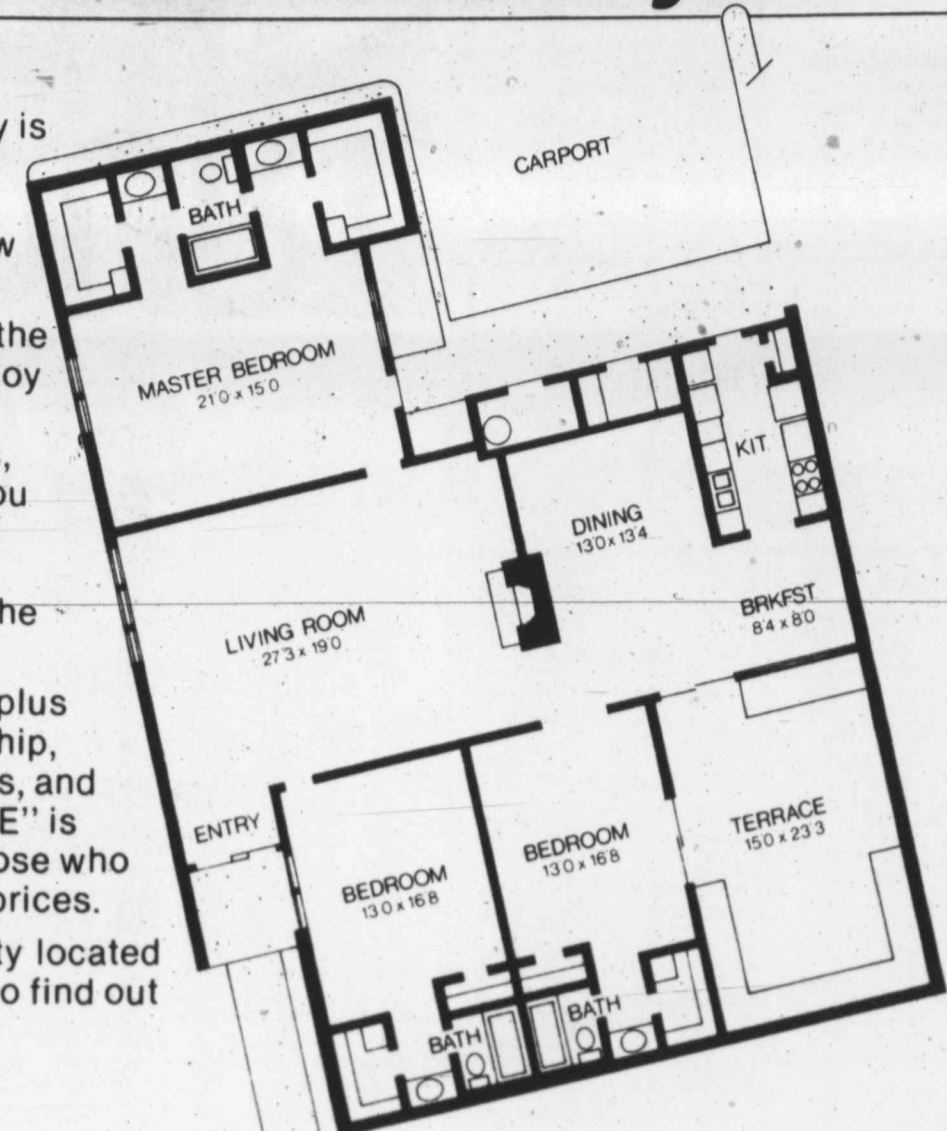 y is
w
the
oy
,
ou
he
plus
hip,
s, and
E" is
ose who
prices.
ty located
o find out
CARPORT
BATH
MASTER BEDROOM
21'0 x 15'0
KIT.
DINING
13'0 x 13'4
BRKFST
8'4 x 8'0
LIVING ROOM
27'3 x 19'0
ENTRY
BEDROOM
13'0 x 16'8
BEDROOM
13'0 x 16'8
TERRACE
15'0 x 23'3
BATH
BATH